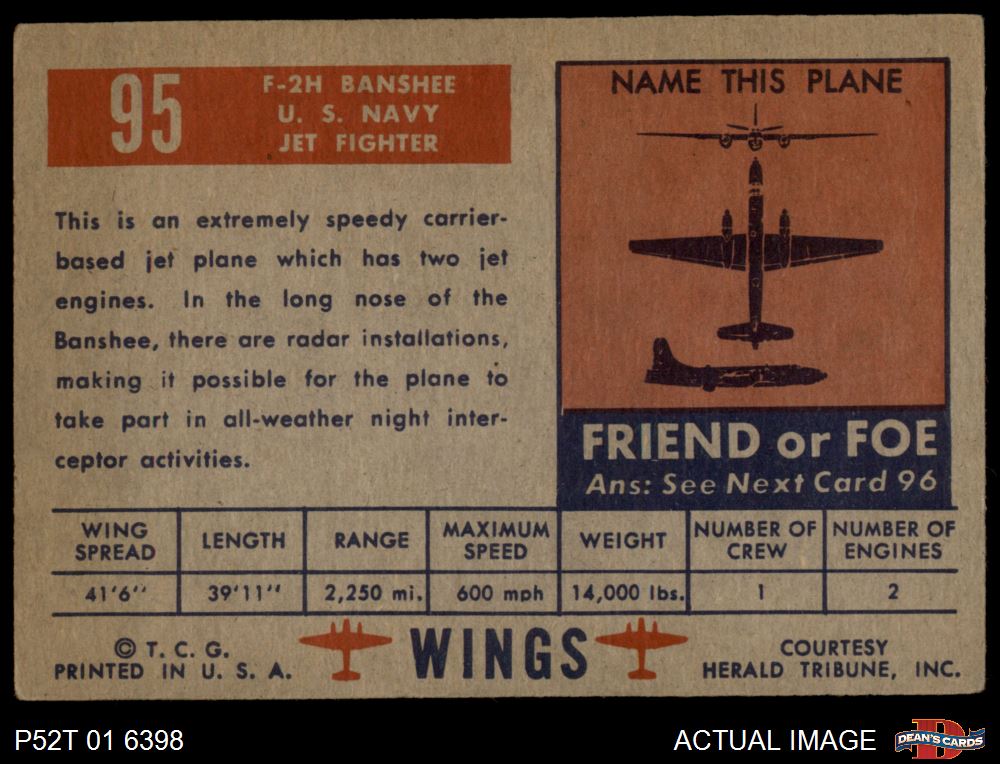 95
F-2H BANSHEE
U. S. NAVY
JET FIGHTER
This is an extremely speedy carrier-
based jet plane which has two jet
engines. In the long nose of the
Banshee, there are radar installations,
making it possible for the plane to
take part in all-weather night inter-
ceptor activities.
NAME THIS PLANE
FRIEND or FOE
Ans: See Next Card 96
WING SPREAD
LENGTH
RANGE
MAXIMUM SPEED
WEIGHT
NUMBER OF CREW
NUMBER OF ENGINES
41'6''
39'11''
2,250 mi.
600 mph
14,000 lbs.
1
2
© T. C. G.
PRINTED IN U. S. A.
WINGS
COURTESY
HERALD TRIBUNE, INC.
P52T 01 6398
ACTUAL IMAGE
D
DEAN'S CARDS